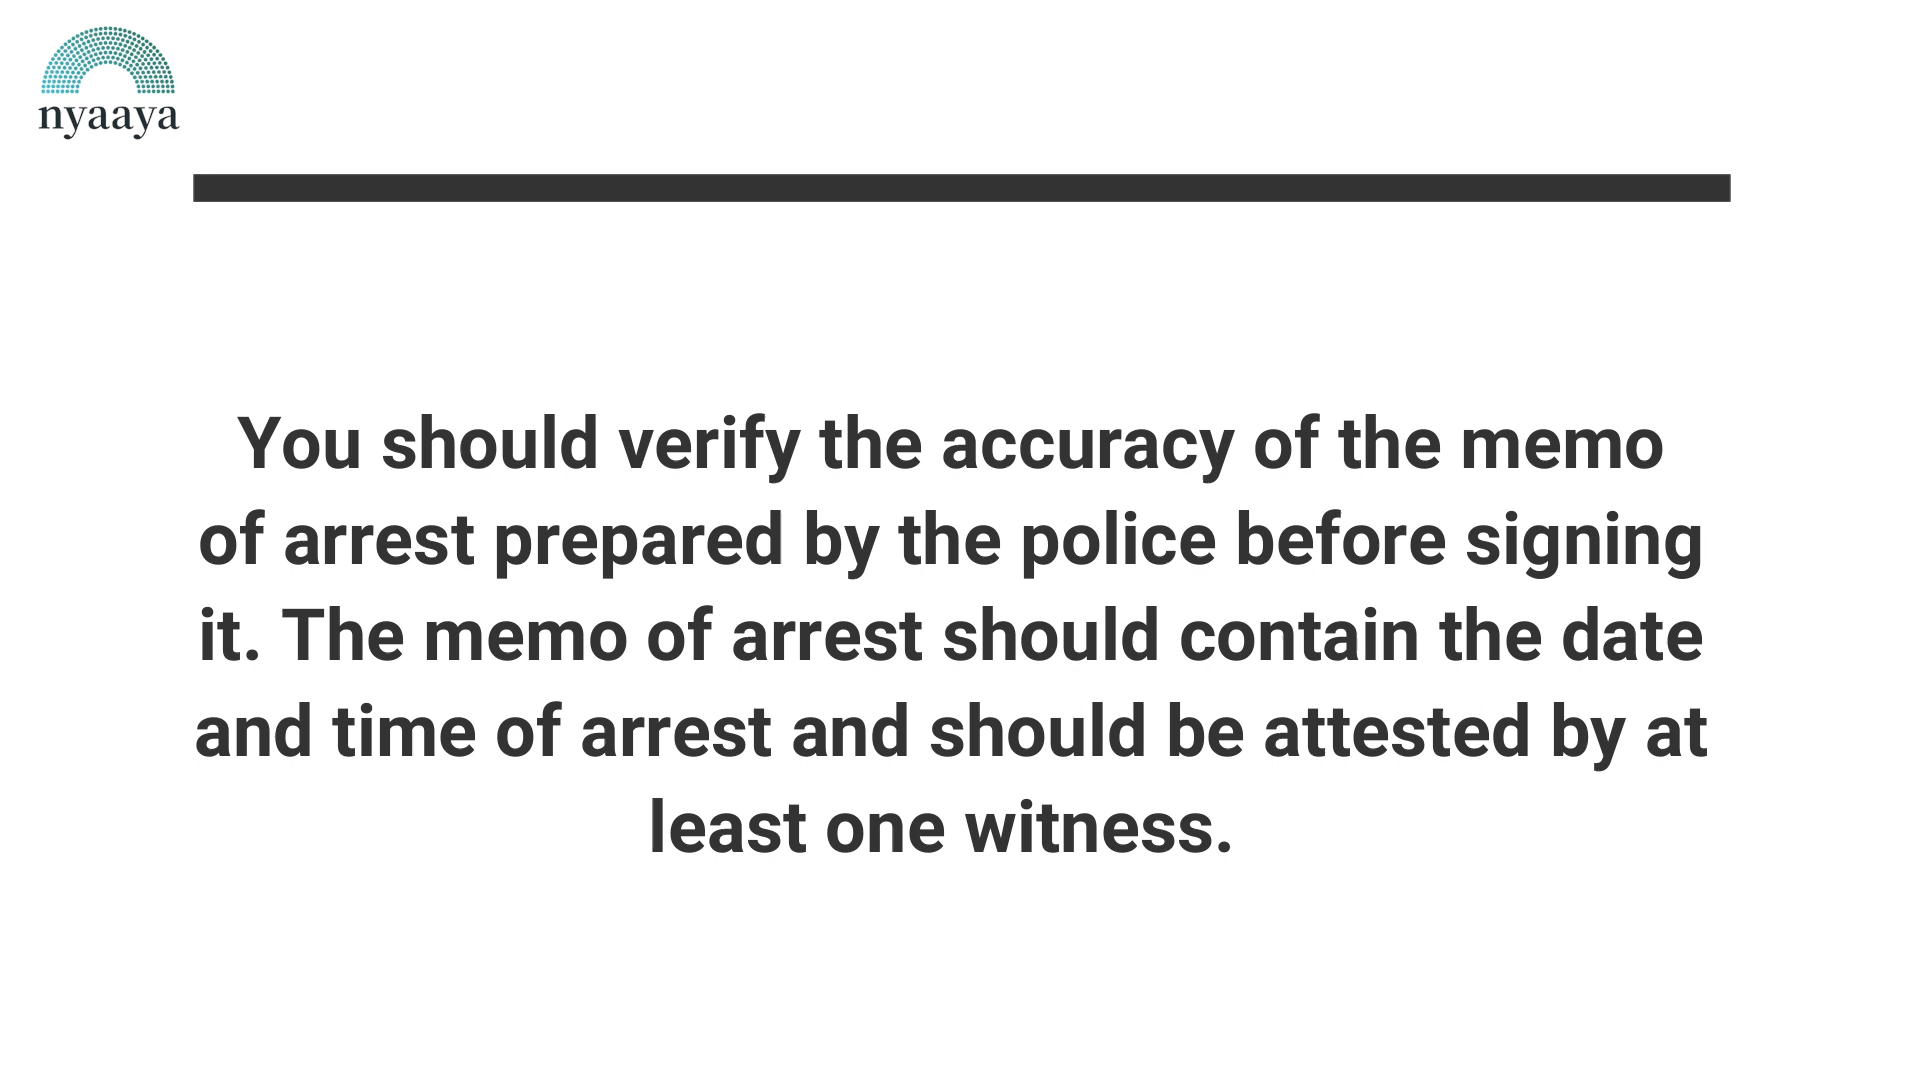 nyaaya
You should verify the accuracy of the memo
of arrest prepared by the police before signing
it. The memo of arrest should contain the date
and time of arrest and should be attested by at
least one witness.